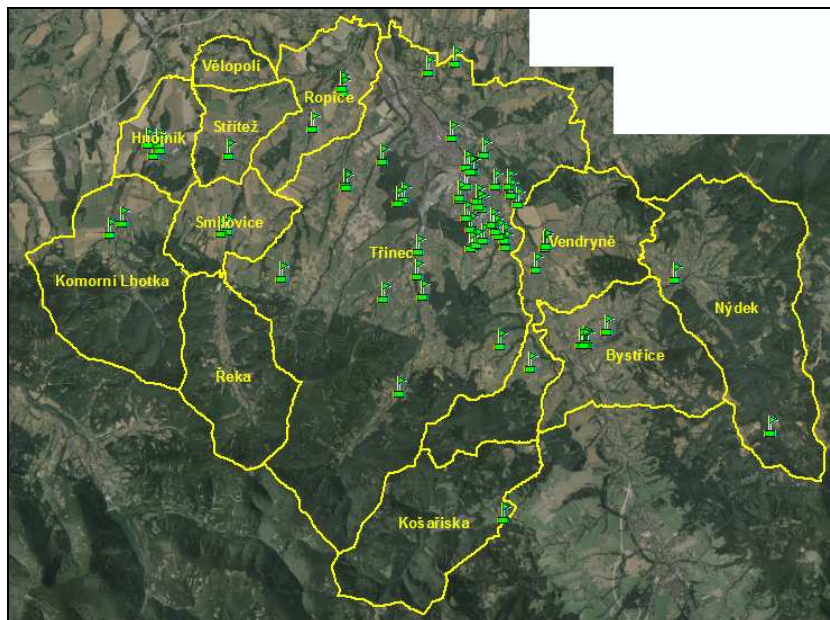 Vělopolí
Ropice
Hnojník
Střítež
Smilovice
Třinec
Vendryně
Komorní Lhotka
Nýdek
Bystřice
Řeka
Košařiska